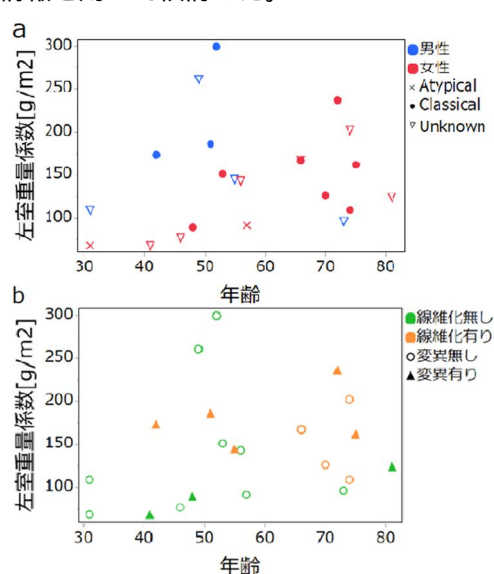 a
300
250
200
150
100
左室重量係数[g/m2]
30 40 50 60 70 80
年齢
男性
女性
Atypical
Classical
Unknown
b
300
250
200
150
100
左室重量係数[g/m2]
30 40 50 60 70 80
年齢
線維化無し
線維化有り
変異無し
変異有り